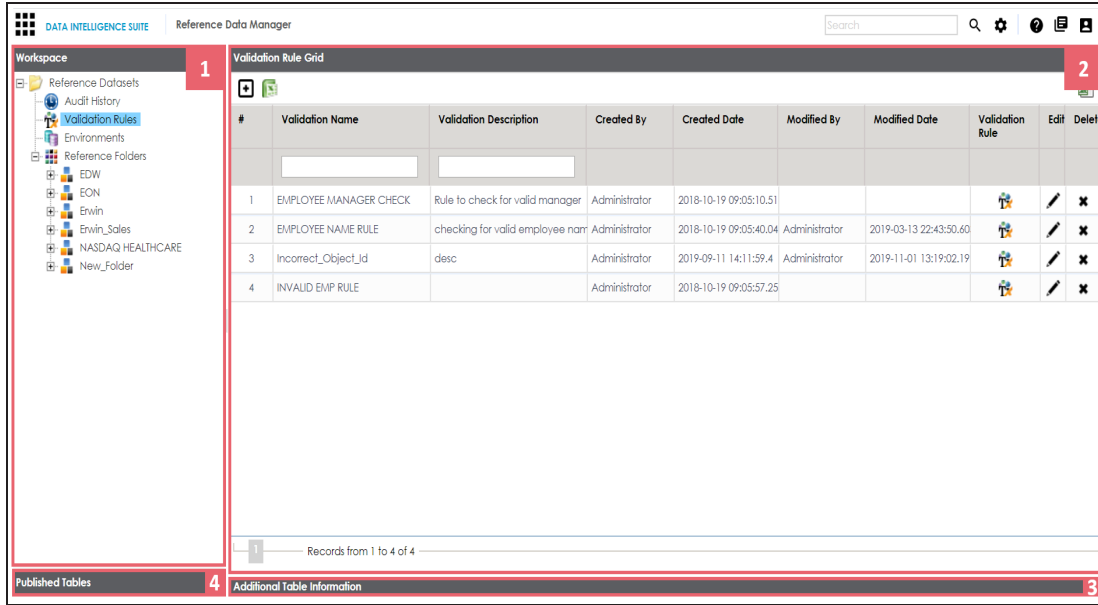 DATA INTELLIGENCE SUITE Reference Data Manager Search
Workspace 1
Reference Datasets
Audit History
Validation Rules
Environments
Reference Folders
EDW
EON
Erwin
Erwin_Sales
NASDAQ HEALTHCARE
New_Folder
Validation Rule Grid 2
# Validation Name Validation Description Created By Created Date Modified By Modified Date Validation Rule Edit Delet
1 EMPLOYEE MANAGER CHECK Rule to check for valid manager Administrator 2018-10-19 09:05:10.51
2 EMPLOYEE NAME RULE checking for valid employee nam Administrator 2018-10-19 09:05:40.04 Administrator 2019-03-13 22:43:50.60
3 Incorrect_Object_Id desc Administrator 2019-09-11 14:11:59.4 Administrator 2019-11-01 13:19:02.19
4 INVALID EMP RULE Administrator 2018-10-19 09:05:57.25
1 Records from 1 to 4 of 4
Published Tables 4
Additional Table Information 3